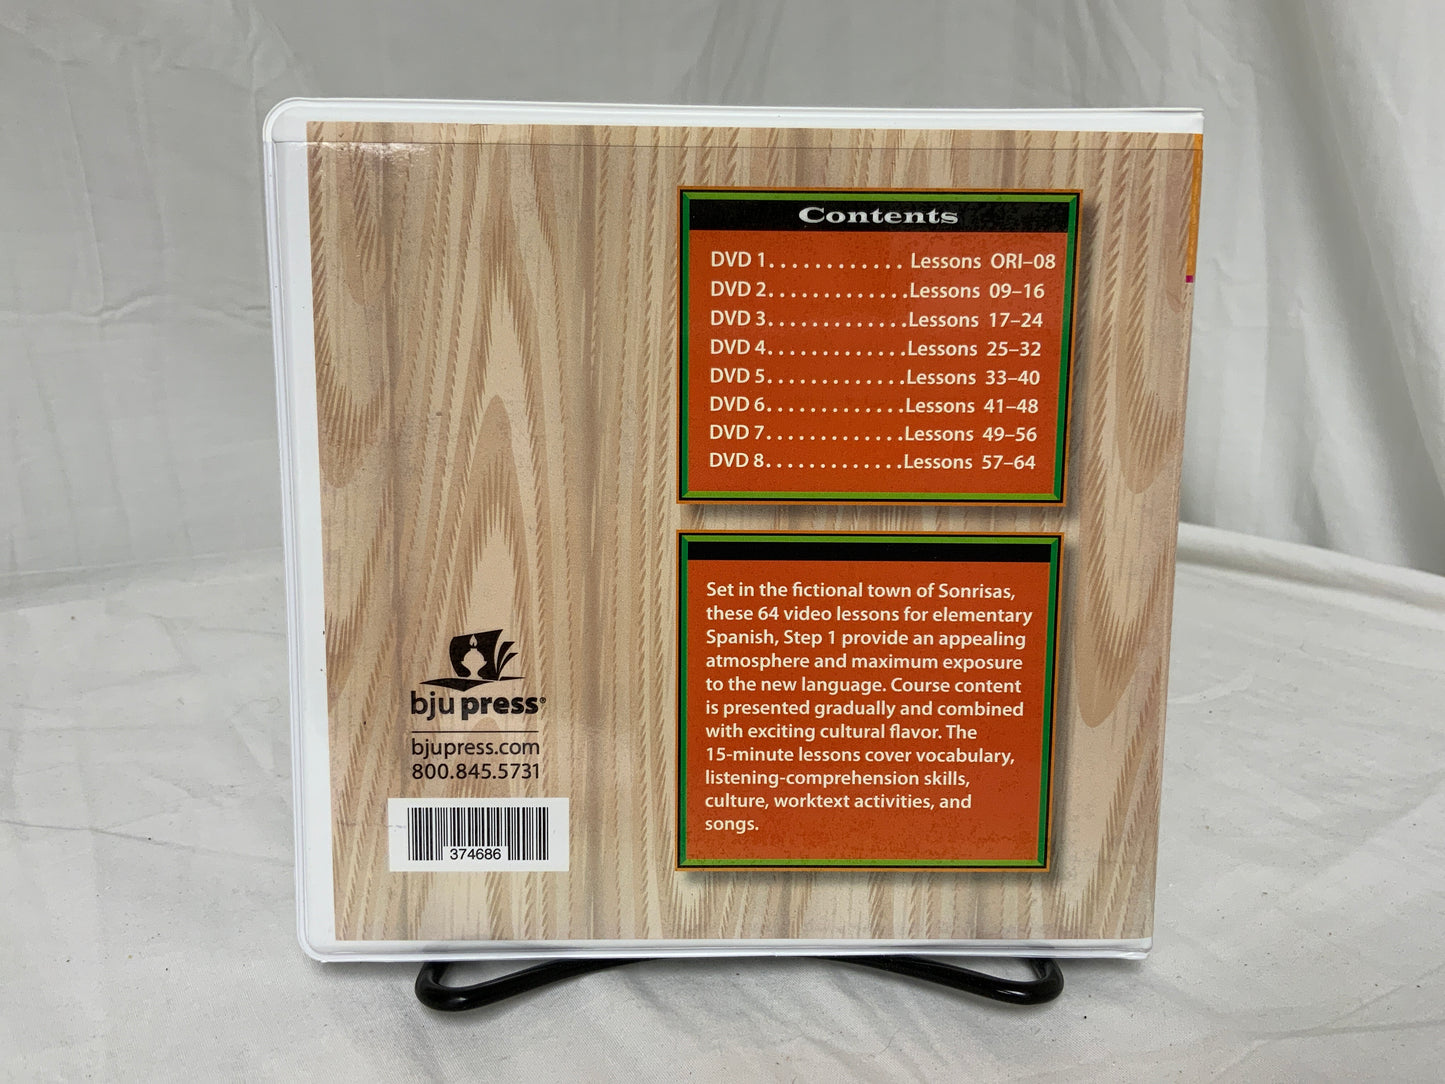 Contents
DVD 1............ Lessons ORI–08
DVD 2.............Lessons 09–16
DVD 3.............Lessons 17–24
DVD 4.............Lessons 25–32
DVD 5.............Lessons 33–40
DVD 6.............Lessons 41–48
DVD 7.............Lessons 49–56
DVD 8.............Lessons 57–64
Set in the fictional town of Sonrisas,
these 64 video lessons for elementary
Spanish, Step 1 provide an appealing
atmosphere and maximum exposure
to the new language. Course content
is presented gradually and combined
with exciting cultural flavor. The
15-minute lessons cover vocabulary,
listening-comprehension skills,
culture, worktext activities, and
songs.
bju press®
bjupress.com
800.845.5731
374686